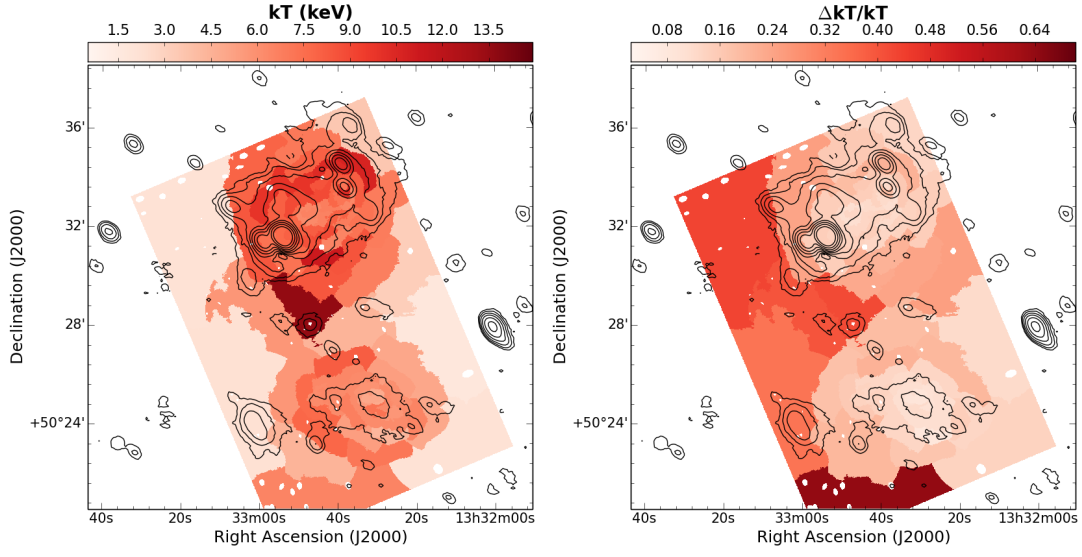 kT (keV)
1.5 3.0 4.5 6.0 7.5 9.0 10.5 12.0 13.5
36'
32'
28'
+50°24'
Declination (J2000)
40s 20s 33m00s 40s 20s 13h32m00s
Right Ascension (J2000)
ΔkT/kT
0.08 0.16 0.24 0.32 0.40 0.48 0.56 0.64
36'
32'
28'
+50°24'
Declination (J2000)
40s 20s 33m00s 40s 20s 13h32m00s
Right Ascension (J2000)